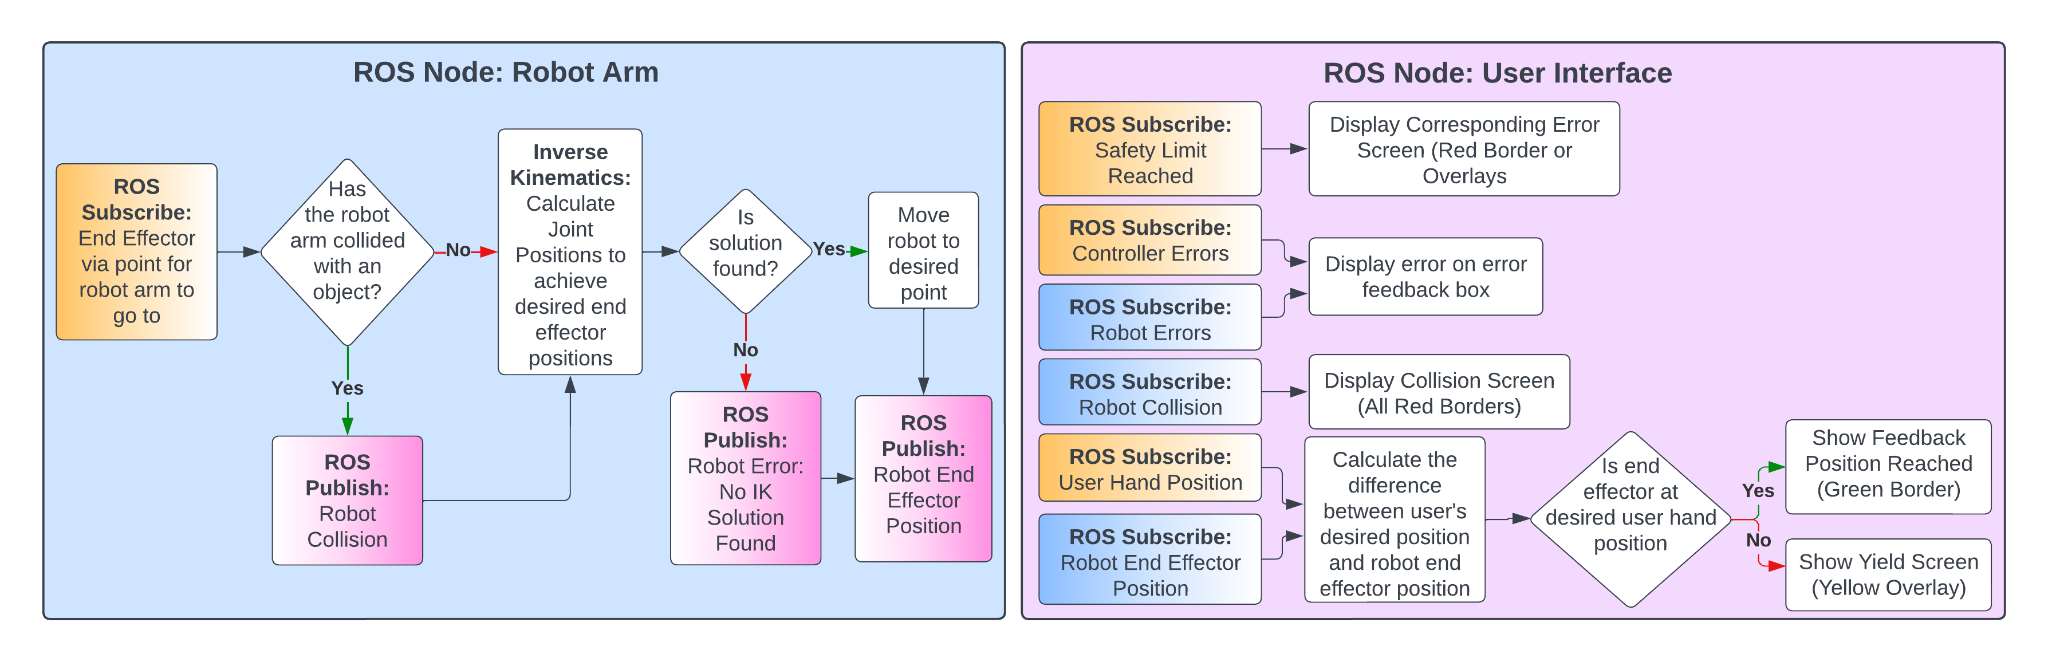 ROS Node: Robot Arm
ROS
Subscribe:
End Effector
via point for
robot arm to
go to
Has
the robot
arm collided
with an
object?
No
Yes
ROS
Publish:
Robot
Collision
Inverse
Kinematics:
Calculate
Joint
Positions to
achieve
desired end
effector
positions
Is
solution
found?
Yes
No
Move
robot to
desired
point
ROS
Publish:
Robot Error:
No IK
Solution
Found
ROS
Publish:
Robot End
Effector
Position
ROS Node: User Interface
ROS Subscribe:
Safety Limit
Reached
Display Corresponding Error
Screen (Red Border or
Overlays
ROS Subscribe:
Controller Errors
ROS Subscribe:
Robot Errors
Display error on error
feedback box
ROS Subscribe:
Robot Collision
Display Collision Screen
(All Red Borders)
ROS Subscribe:
User Hand Position
ROS Subscribe:
Robot End Effector
Position
Calculate the
difference
between user's
desired position
and robot end
effector position
Is end
effector at
desired user hand
position
Yes
No
Show Feedback
Position Reached
(Green Border)
Show Yield Screen
(Yellow Overlay)